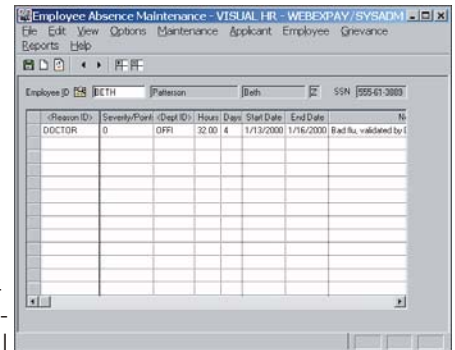 Employee Absence Maintenance - VISUAL HR - WEBEXPAY/SYSADM
File Edit View Options Maintenance Applicant Employee Grievance
Reports Help
Employee ID BETH Patterson Beth Z SSN 555-61-3889
<Reason ID> Severity/Point <Dept ID> Hours Days Start Date End Date N
DOCTOR 0 OFFI 32.00 4 1/13/2000 1/16/2000 Bad flu, validated by